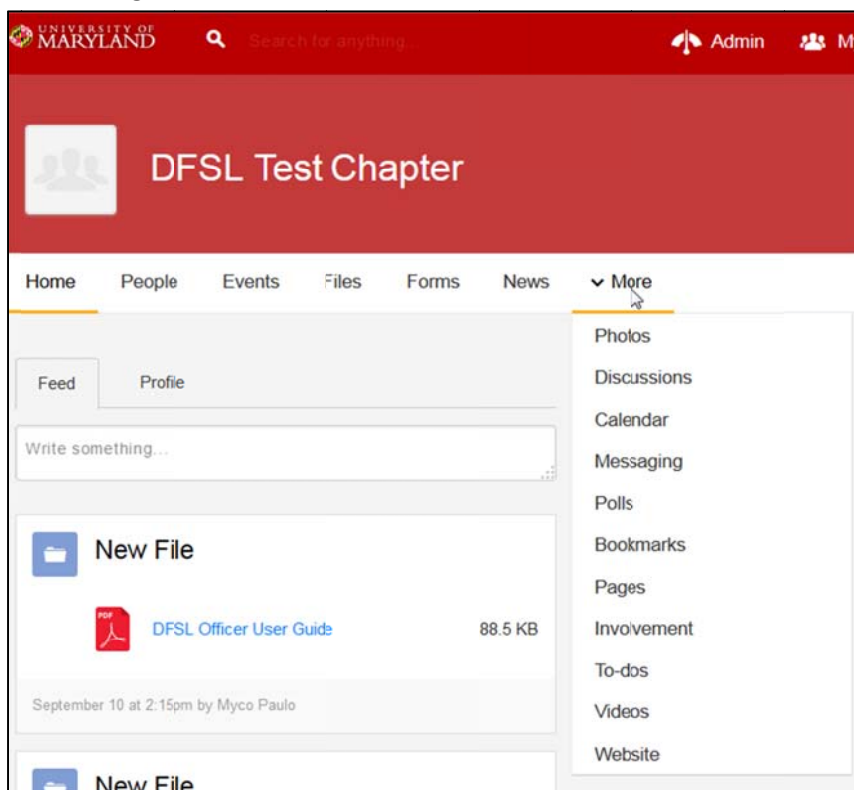 UNIVERSITY OF
MARYLAND
Search for anything...
Admin
DFSL Test Chapter
Home People Events Files Forms News More
Photos
Discussions
Calendar
Messaging
Polls
Bookmarks
Pages
Involvement
To-dos
Videos
Website
Feed Profile
Write something...
New File
PDF
DFSL Officer User Guide 88.5 KB
September 10 at 2:15pm by Myco Paulo
New File